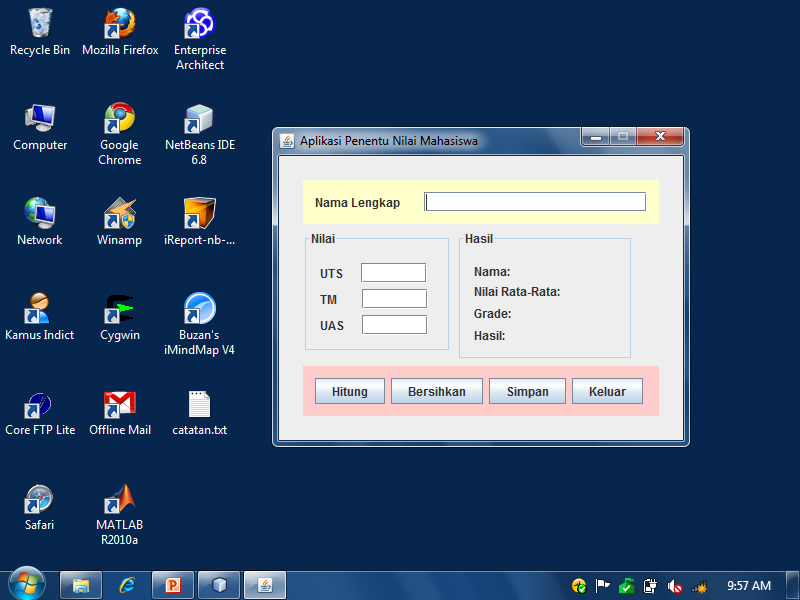 Recycle Bin
Mozilla Firefox
Enterprise
Architect
Computer
Google
Chrome
NetBeans IDE
6.8
Network
Winamp
iReport-nb-...
Kamus Indict
Cygwin
Buzan's
iMindMap V4
Core FTP Lite
Offline Mail
catatan.txt
Safari
MATLAB
R2010a
Aplikasi Penentu Nilai Mahasiswa
Nama Lengkap
Nilai
UTS
TM
UAS
Hasil
Nama:
Nilai Rata-Rata:
Grade:
Hasil:
Hitung
Bersihkan
Simpan
Keluar
9:57 AM